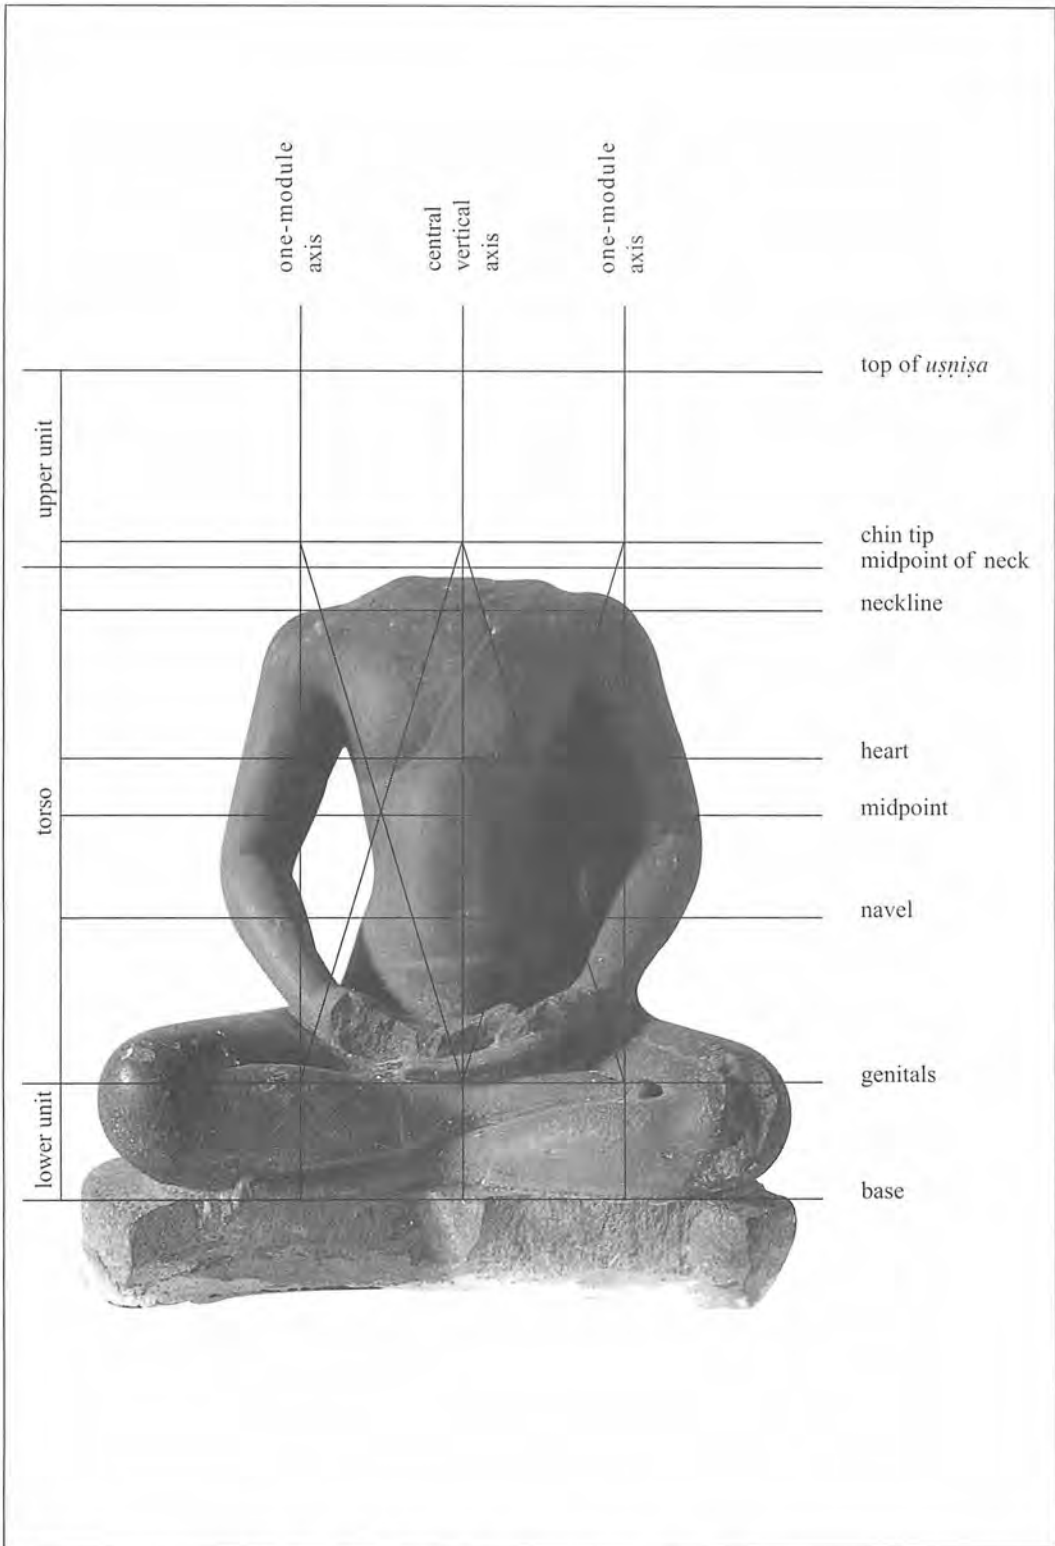 one-module
axis
central
vertical
axis
one-module
axis
top of uṣṇiṣa
upper unit
chin tip
midpoint of neck
neckline
heart
torso
midpoint
navel
genitals
lower unit
base